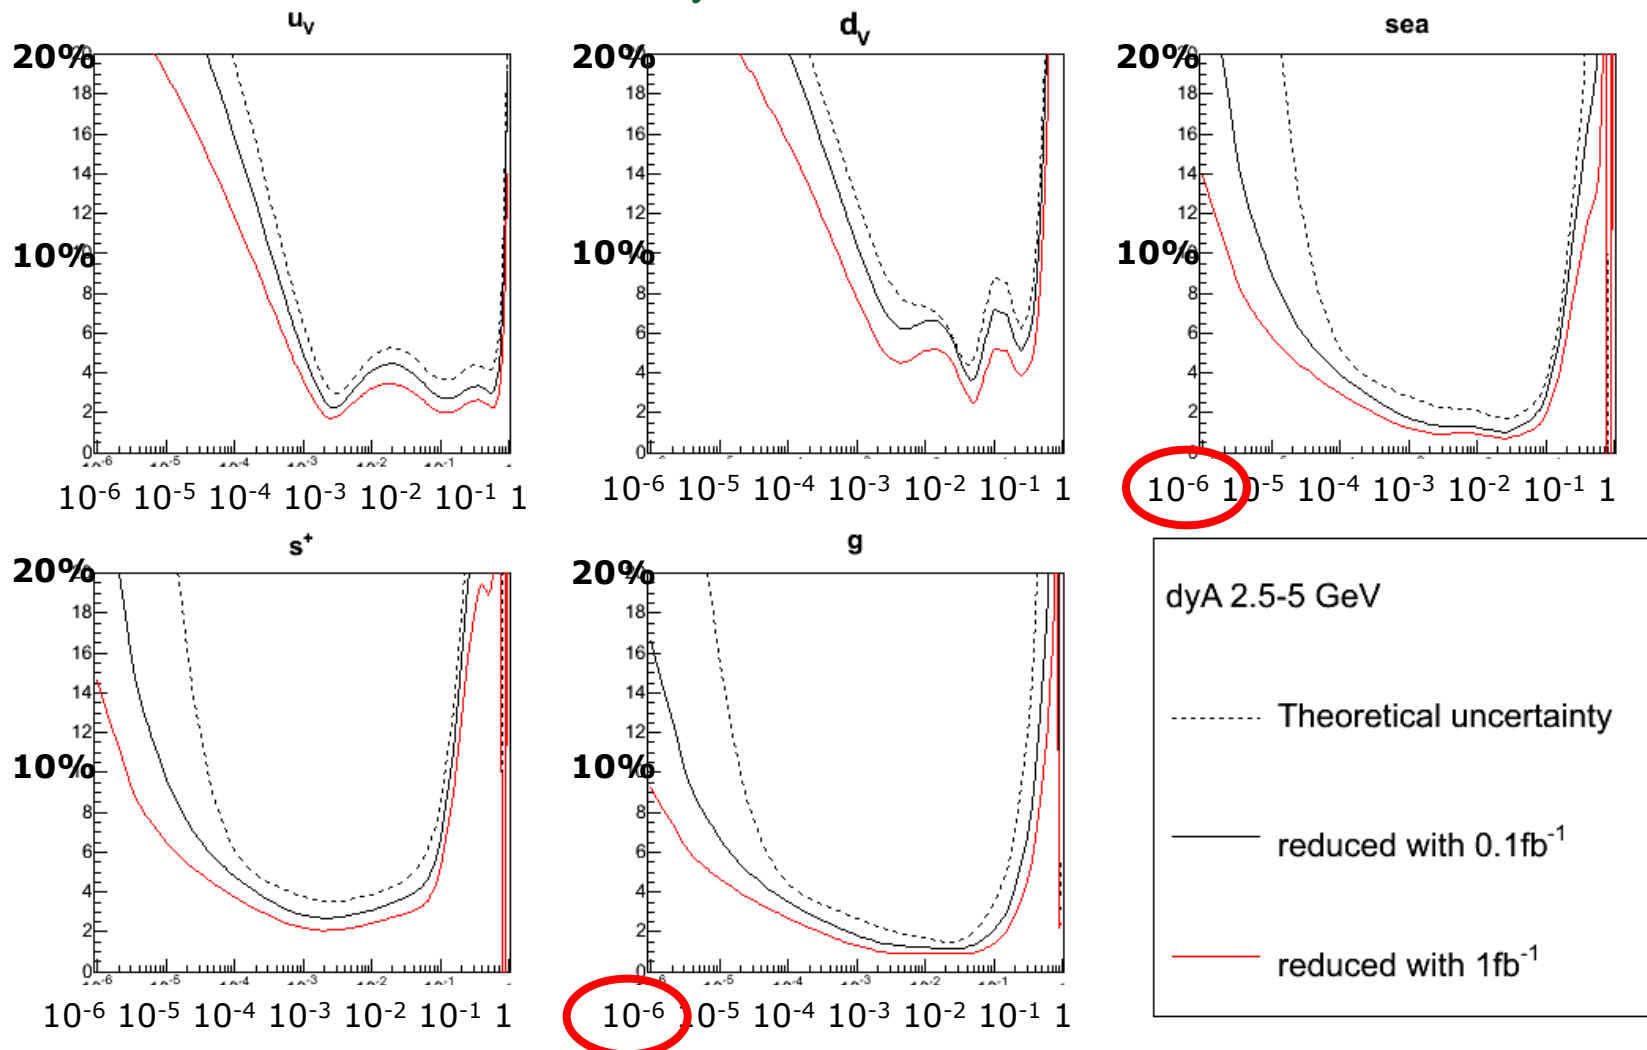 u_v d_v sea
20% 20% 20%
18 18 18
16 16 16
14 14 14
12 12 12
10% 10% 10%
8 8 8
6 6 6
4 4 4
2 2 2
0 0
10⁻⁶ 10⁻⁵ 10⁻⁴ 10⁻³ 10⁻² 10⁻¹ 1 10⁻⁶ 10⁻⁵ 10⁻⁴ 10⁻³ 10⁻² 10⁻¹ 1 10⁻⁶ 10⁻⁵ 10⁻⁴ 10⁻³ 10⁻² 10⁻¹ 1
s⁺ g
20% 20%
18 18
16 16
14 14
12 12
10% 10%
8 8
6 6
4 4
2 2
0 0
10⁻⁶ 10⁻⁵ 10⁻⁴ 10⁻³ 10⁻² 10⁻¹ 1 10⁻⁶ 10⁻⁵ 10⁻⁴ 10⁻³ 10⁻² 10⁻¹ 1
dyA 2.5-5 GeV
Theoretical uncertainty
reduced with 0.1fb⁻¹
reduced with 1fb⁻¹